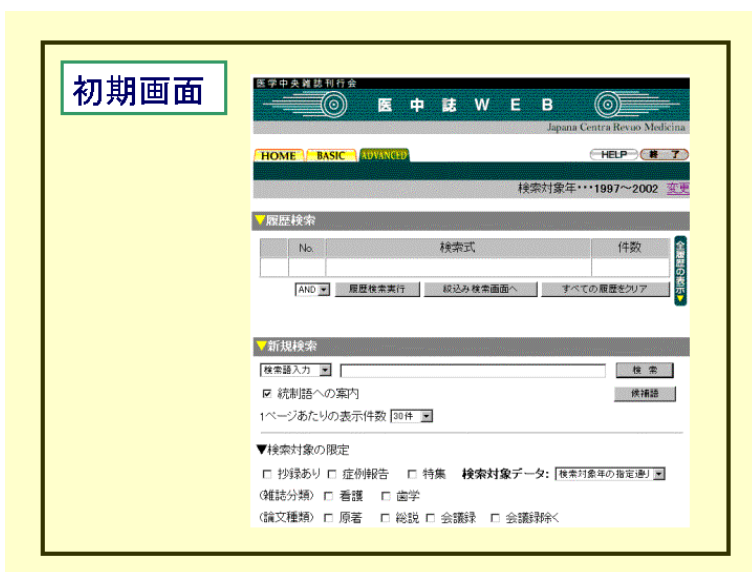 初期画面
医学中央雑誌刊行会
医中誌WEB
Japana Centra Revuo Medicina
HOME BASIC ADVANCED HELP 終了
検索対象年・・・1997～2002 変更
▼履歴検索
No. 検索式 件数
全履歴の表示▼
AND 履歴検索実行 絞込み検索画面へ すべての履歴をクリア
▼新規検索
検索語入力 検索
統制語への案内 候補語
1ページあたりの表示件数 30件
▼検索対象の限定
抄録あり 症例報告 特集 検索対象データ: 検索対象年の指定通り
(雑誌分類) 看護 歯学
(論文種類) 原著 総説 会議録 会議録除く